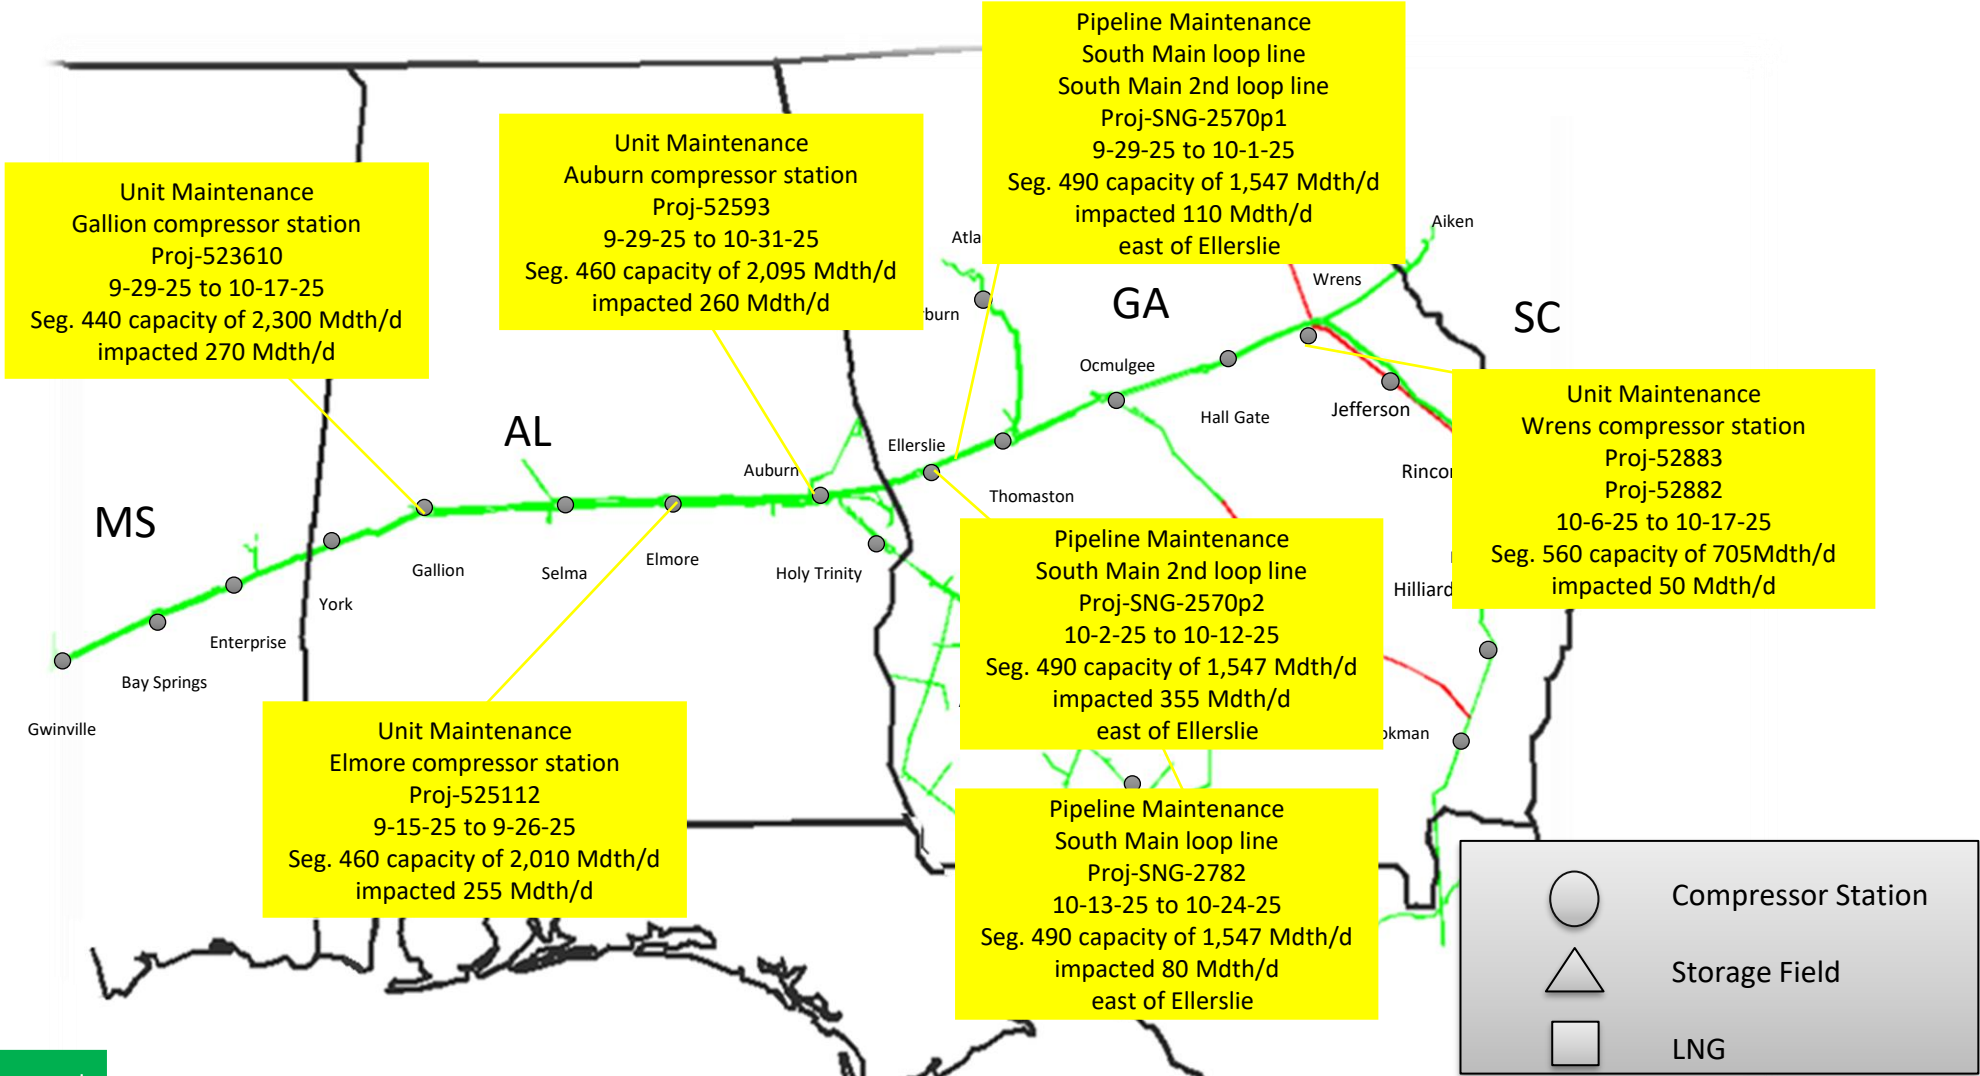 Pipeline Maintenance
South Main loop line
South Main 2nd loop line
Proj-SNG-2570p1
9-29-25 to 10-1-25
Seg. 490 capacity of 1,547 Mdth/d
impacted 110 Mdth/d
east of Ellerslie
Unit Maintenance
Auburn compressor station
Proj-52593
9-29-25 to 10-31-25
Seg. 460 capacity of 2,095 Mdth/d
impacted 260 Mdth/d
Unit Maintenance
Gallion compressor station
Proj-523610
9-29-25 to 10-17-25
Seg. 440 capacity of 2,300 Mdth/d
impacted 270 Mdth/d
Aiken
Wrens
GA
SC
Ocmulgee
Hall Gate
Jefferson
Unit Maintenance
Wrens compressor station
Proj-52883
Proj-52882
10-6-25 to 10-17-25
Seg. 560 capacity of 705Mdth/d
impacted 50 Mdth/d
AL
Ellerslie
Auburn
Thomaston
MS
Gallion
Selma
Elmore
Holy Trinity
York
Enterprise
Bay Springs
Gwinville
Hilliard
Pipeline Maintenance
South Main 2nd loop line
Proj-SNG-2570p2
10-2-25 to 10-12-25
Seg. 490 capacity of 1,547 Mdth/d
impacted 355 Mdth/d
east of Ellerslie
Unit Maintenance
Elmore compressor station
Proj-525112
9-15-25 to 9-26-25
Seg. 460 capacity of 2,010 Mdth/d
impacted 255 Mdth/d
Pipeline Maintenance
South Main loop line
Proj-SNG-2782
10-13-25 to 10-24-25
Seg. 490 capacity of 1,547 Mdth/d
impacted 80 Mdth/d
east of Ellerslie
Compressor Station
Storage Field
LNG